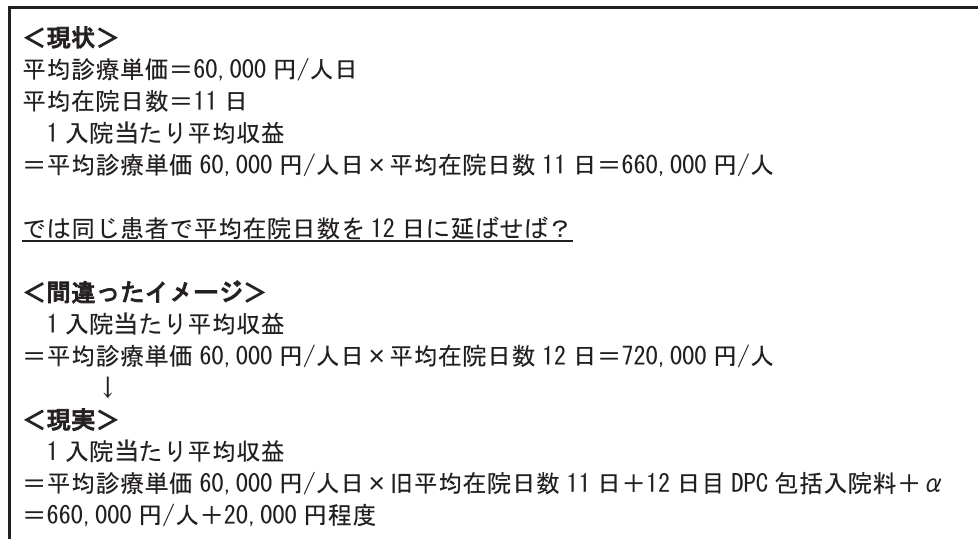 ＜現状＞
平均診療単価＝60,000 円/人日
平均在院日数＝11 日
１入院当たり平均収益
＝平均診療単価 60,000 円/人日×平均在院日数 11 日＝660,000 円/人
では同じ患者で平均在院日数を 12 日に延ばせば？
＜間違ったイメージ＞
１入院当たり平均収益
＝平均診療単価 60,000 円/人日×平均在院日数 12 日＝720,000 円/人
↓
＜現実＞
１入院当たり平均収益
＝平均診療単価 60,000 円/人日×旧平均在院日数 11 日＋12 日目 DPC 包括入院料＋α
＝660,000 円/人＋20,000 円程度